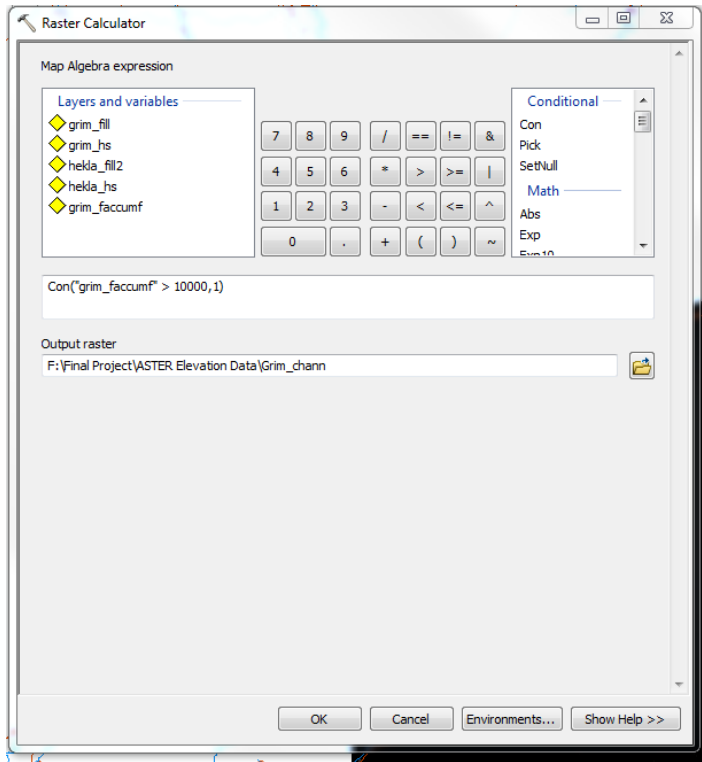 Raster Calculator
Map Algebra expression
Layers and variables
grim_fill
grim_hs
hekla_fill2
hekla_hs
grim_faccumf
7 8 9 / == != &
4 5 6 * > >= |
1 2 3 - < <= ^
0 . + ( ) ~
Conditional
Con
Pick
SetNull
Math
Abs
Exp
Exp10
Con("grim_faccumf" > 10000,1)
Output raster
F:\Final Project\ASTER Elevation Data\Grim_chann
OK Cancel Environments... Show Help >>